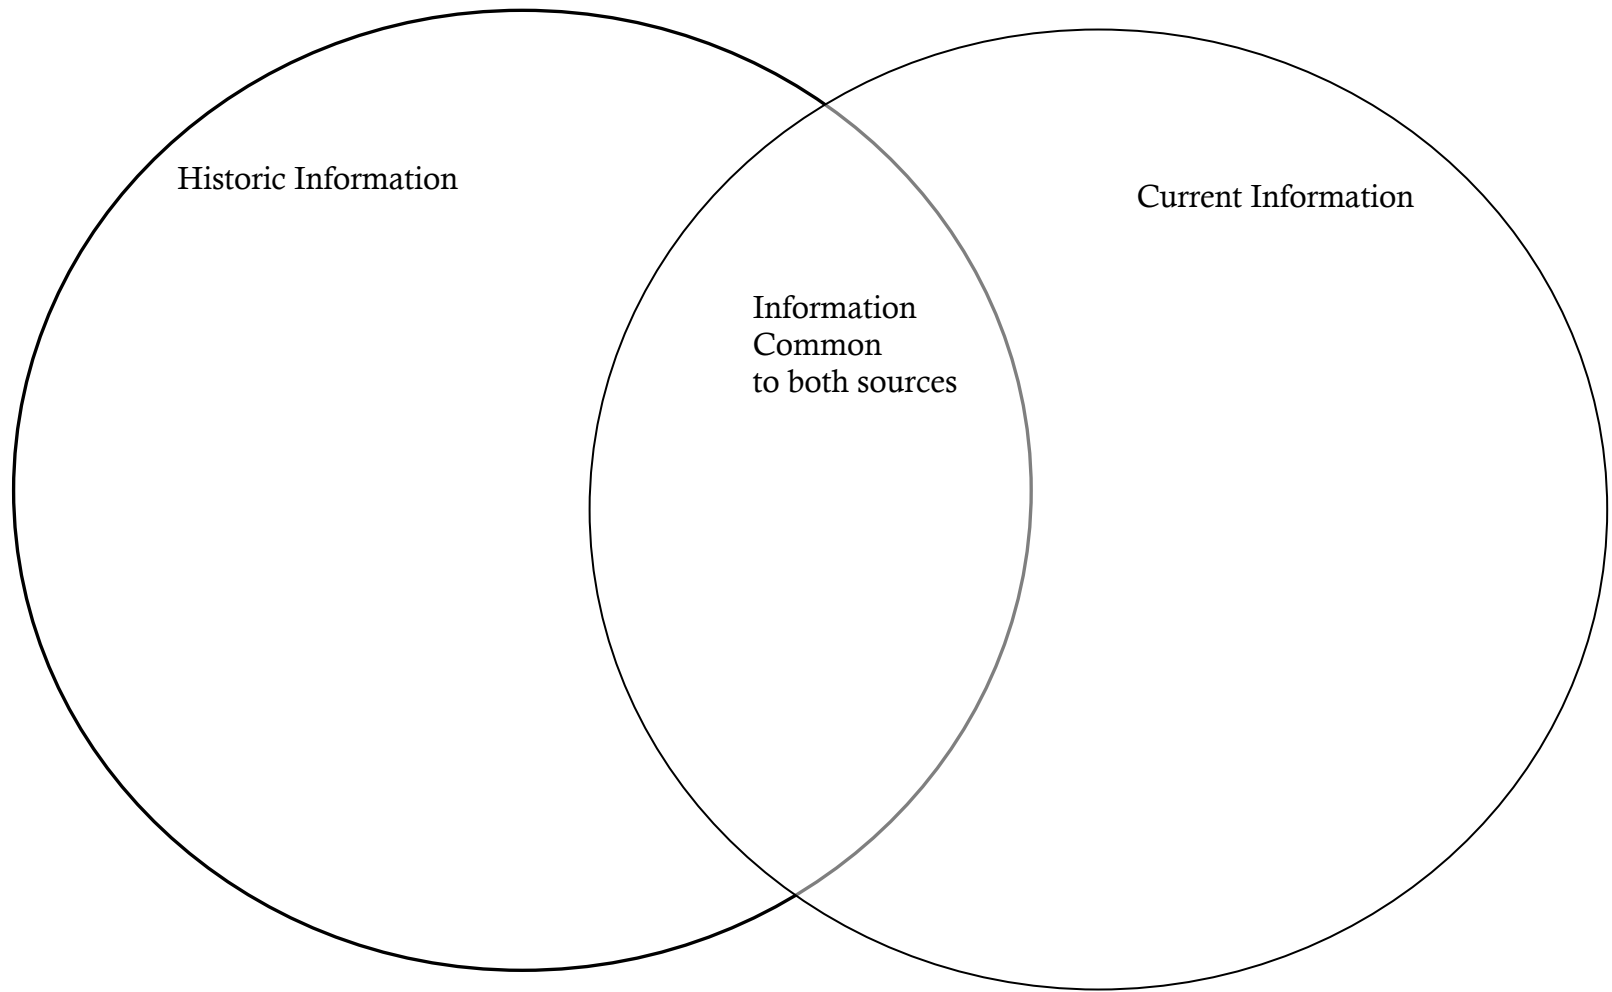 Historic Information
Current Information
Information
Common
to both sources